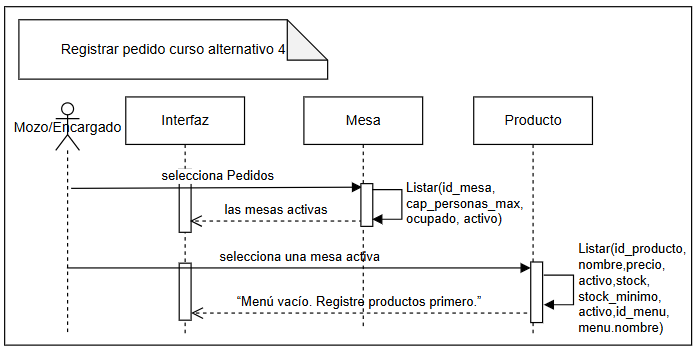 Registrar pedido curso alternativo 4
Mozo/Encargado
Interfaz
Mesa
Producto
selecciona Pedidos
Listar(id_mesa,
cap_personas_max,
ocupado, activo)
las mesas activas
selecciona una mesa activa
Listar(id_producto,
nombre,precio,
activo,stock,
stock_minimo,
activo,id_menu,
menu.nombre)
“Menú vacío. Registre productos primero.”